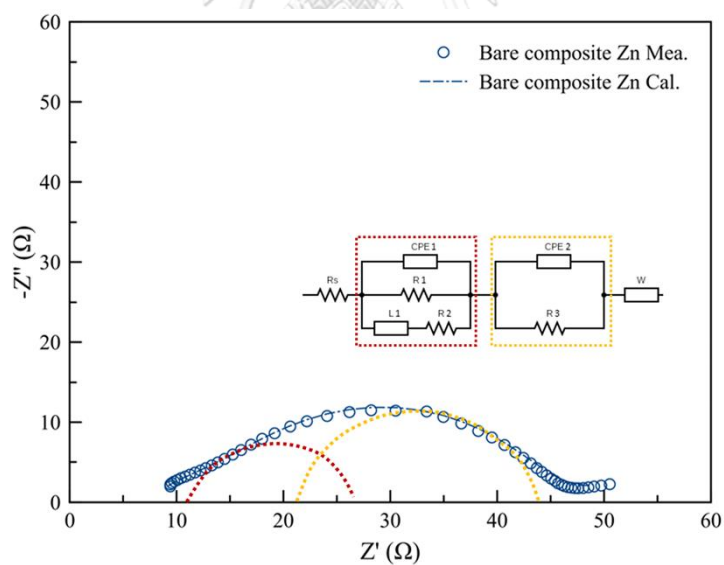 60
50
40
30
20
10
0
-Z" (Ω)
Bare composite Zn Mea.
Bare composite Zn Cal.
Rs
CPE 1
R 1
L 1
R 2
CPE 2
R 3
W
0 10 20 30 40 50 60
Z' (Ω)